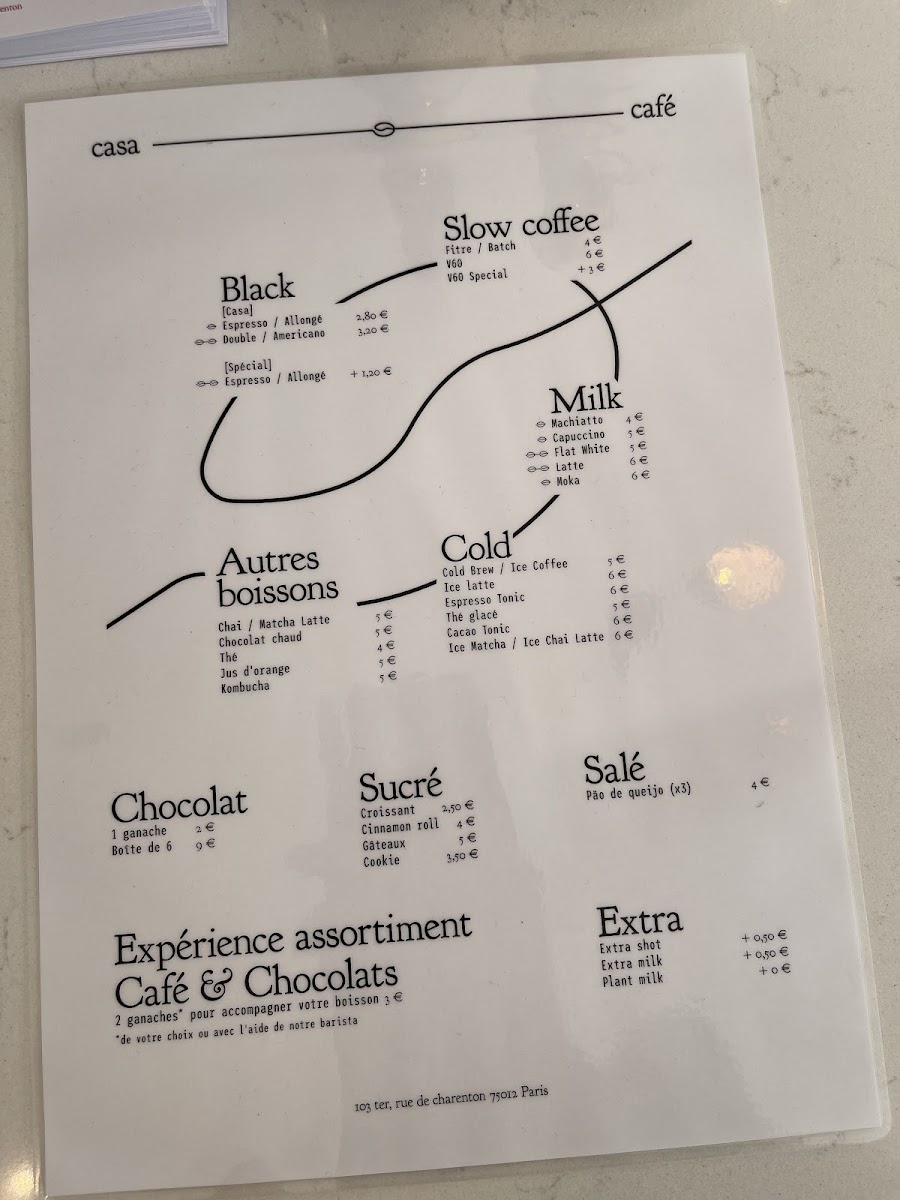 enton
casa café
Slow coffee
Fitre / Batch 4 €
V60 6 €
V60 Special + 3 €
Black
[Casa]
Espresso / Allongé 2,80 €
Double / Americano 3,20 €
[Spécial]
Espresso / Allongé + 1,20 €
Milk
Machiatto 4 €
Capuccino 5 €
Flat White 5 €
Latte 6 €
Moka 6 €
Cold
Cold Brew / Ice Coffee 5 €
Ice latte 6 €
Espresso Tonic 6 €
Thé glacé 5 €
Cacao Tonic 6 €
Ice Matcha / Ice Chai Latte 6 €
Autres
boissons
Chai / Matcha Latte 5 €
Chocolat chaud 5 €
Thé 4 €
Jus d'orange 5 €
Kombucha 5 €
Chocolat
1 ganache 2 €
Boîte de 6 9 €
Sucré
Croissant 2,50 €
Cinnamon roll 4 €
Gâteaux 5 €
Cookie 3,50 €
Salé
Pão de queijo (x3) 4 €
Expérience assortiment
Café & Chocolats
2 ganaches* pour accompagner votre boisson 3 €
*de votre choix ou avec l'aide de notre barista
Extra
Extra shot + 0,50 €
Extra milk + 0,50 €
Plant milk + 0 €
103 ter, rue de charenton 75012 Paris